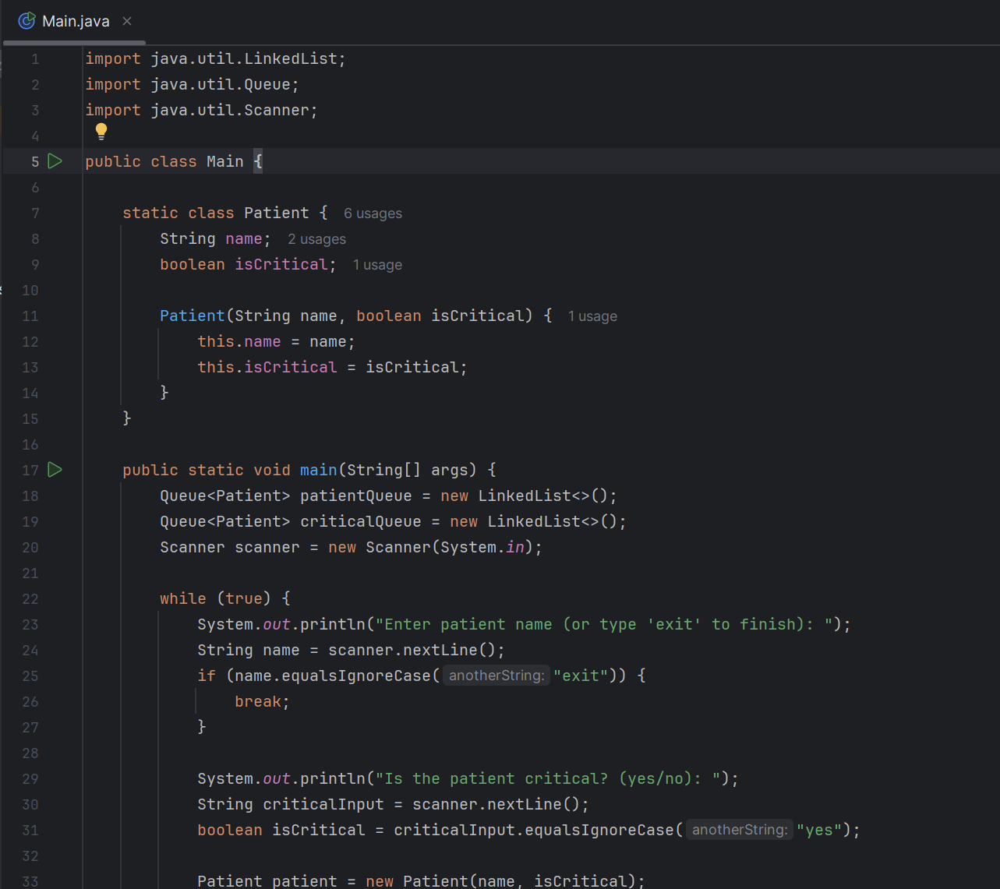 Main.java
1 import java.util.LinkedList;
2 import java.util.Queue;
3 import java.util.Scanner;
4
5 public class Main {
6
7 static class Patient { 6 usages
8 String name; 2 usages
9 boolean isCritical; 1 usage
10
11 Patient(String name, boolean isCritical) { 1 usage
12 this.name = name;
13 this.isCritical = isCritical;
14 }
15 }
16
17 public static void main(String[] args) {
18 Queue<Patient> patientQueue = new LinkedList<>();
19 Queue<Patient> criticalQueue = new LinkedList<>();
20 Scanner scanner = new Scanner(System.in);
21
22 while (true) {
23 System.out.println("Enter patient name (or type 'exit' to finish): ");
24 String name = scanner.nextLine();
25 if (name.equalsIgnoreCase( anotherString: "exit")) {
26 break;
27 }
28
29 System.out.println("Is the patient critical? (yes/no): ");
30 String criticalInput = scanner.nextLine();
31 boolean isCritical = criticalInput.equalsIgnoreCase( anotherString: "yes");
32
33 Patient patient = new Patient(name, isCritical);